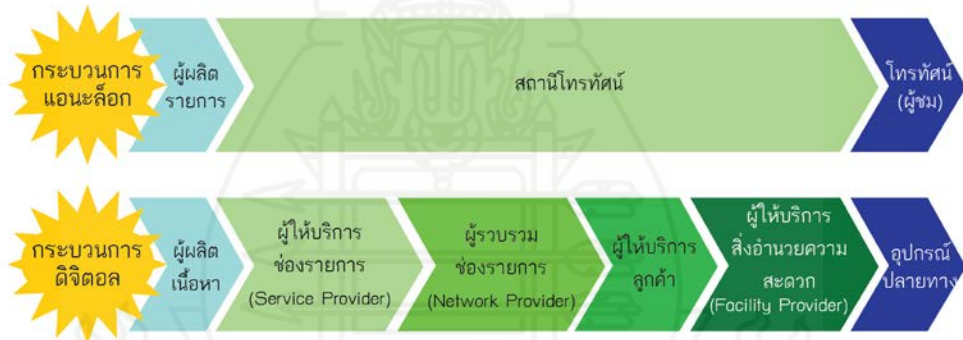 กระบวนการ
แอนะล็อก
ผู้ผลิต
รายการ
สถานีโทรทัศน์
โทรทัศน์
(ผู้ชม)
กระบวนการ
ดิจิตอล
ผู้ผลิต
เนื้อหา
ผู้ให้บริการ
ช่องรายการ
(Service Provider)
ผู้รวบรวม
ช่องรายการ
(Network Provider)
ผู้ให้บริการ
ลูกค้า
ผู้ให้บริการ
สิ่งอำนวยความ
สะดวก
(Facility Provider)
อุปกรณ์
ปลายทาง